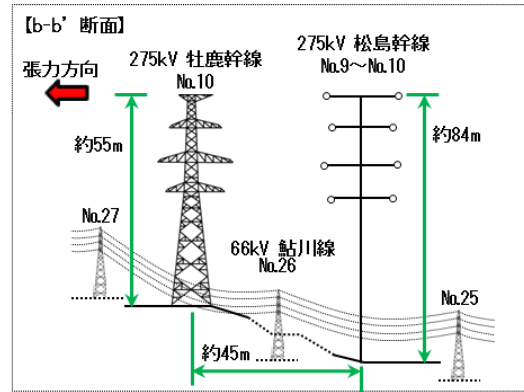 【b-b’断面】
張力方向
275kV 牡鹿幹線
No.10
275kV 松島幹線
No.9～No.10
約55m
約84m
No.27
66kV 鮎川線
No.26
No.25
約45m